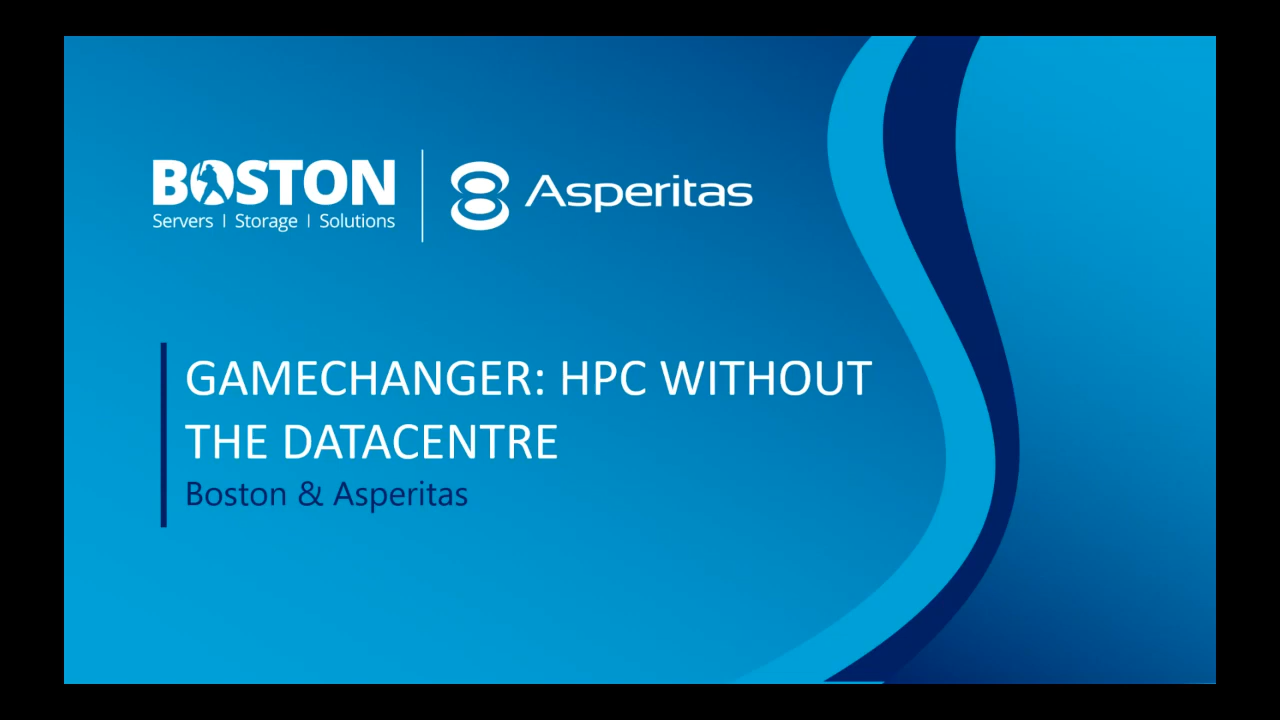 BOSTON
Servers | Storage | Solutions
Asperitas
GAMECHANGER: HPC WITHOUT
THE DATACENTRE
Boston & Asperitas